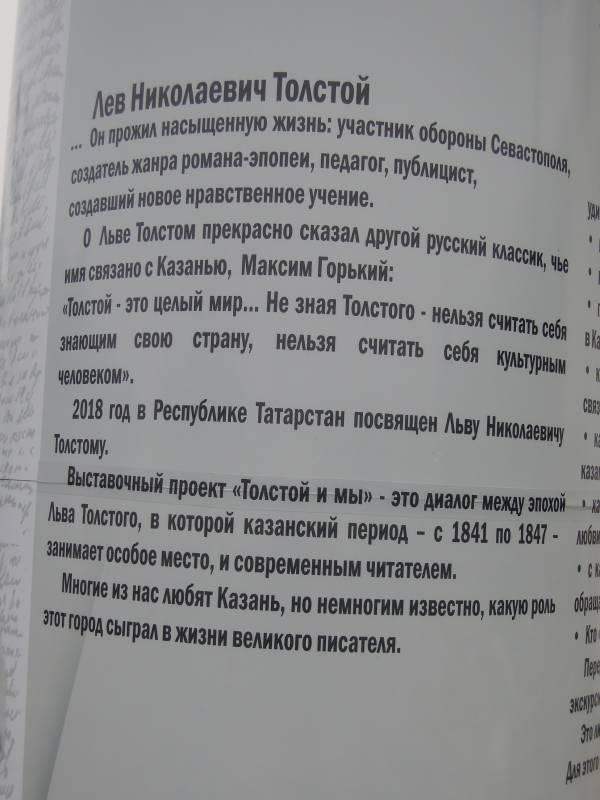 Лев Николаевич Толстой
... Он прожил насыщенную жизнь: участник обороны Севастополя,
создатель жанра романа-эпопеи, педагог, публицист,
создавший новое нравственное учение.
О Льве Толстом прекрасно сказал другой русский классик, чье
имя связано с Казанью, Максим Горький:
«Толстой - это целый мир... Не зная Толстого - нельзя считать себя
знающим свою страну, нельзя считать себя культурным
человеком».
2018 год в Республике Татарстан посвящен Льву Николаевичу
Толстому.
Выставочный проект «Толстой и мы» - это диалог между эпохой
Льва Толстого, в которой казанский период – с 1841 по 1847 -
занимает особое место, и современным читателем.
Многие из нас любят Казань, но немногим известно, какую роль
этот город сыграл в жизни великого писателя.
• Кто
Это
Для этого